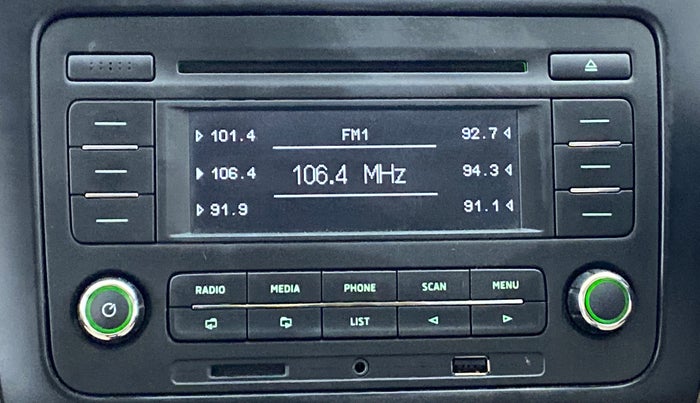 101.4 FM1 92.7
106.4 106.4 MHz 94.3
91.9 91.1
RADIO MEDIA PHONE SCAN MENU
LIST